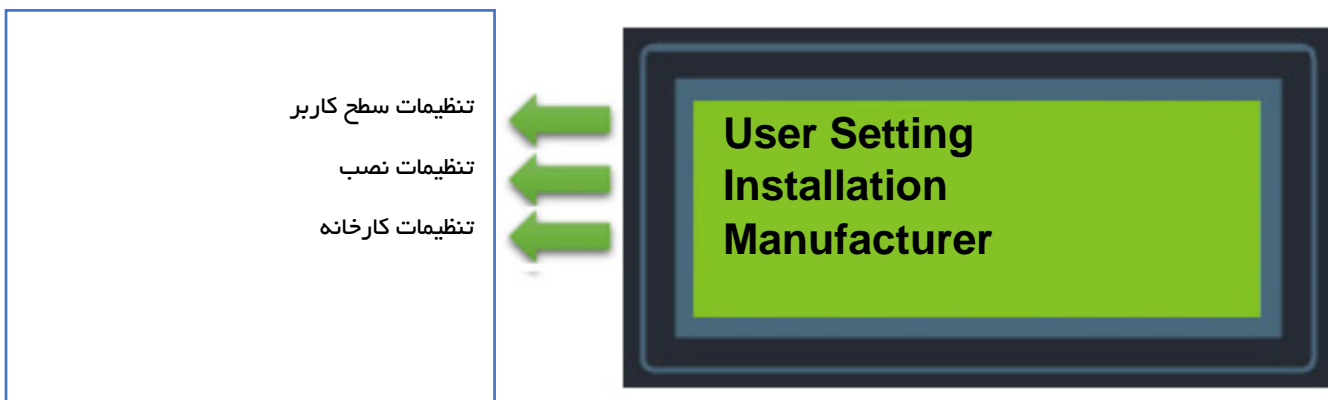 تنظیمات سطح کاربر
تنظیمات نصب
تنظیمات کارخانه
User Setting
Installation
Manufacturer